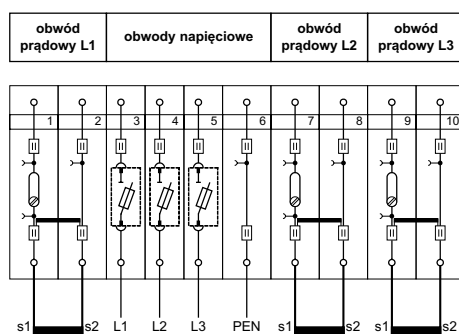 obwód prądowy L1
obwody napięciowe
obwód prądowy L2
obwód prądowy L3
1 2 3 4 5 6 7 8 9 10
s1 s2 L1 L2 L3 PEN s1 s2 s1 s2